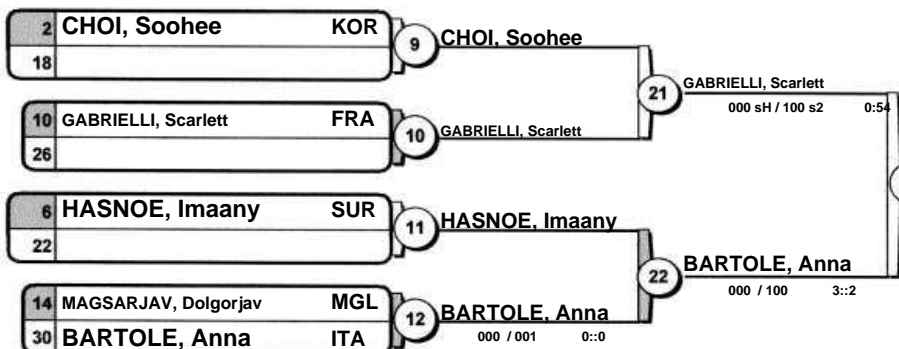 2 CHOI, Soohee KOR
18
9 CHOI, Soohee
10 GABRIELLI, Scarlett FRA
26
10 GABRIELLI, Scarlett
21 GABRIELLI, Scarlett
000 sH / 100 s2 0:54
6 HASNOE, Imaany SUR
22
11 HASNOE, Imaany
14 MAGSARJAV, Dolgorjav MGL
30 BARTOLE, Anna ITA
12 BARTOLE, Anna
000 / 001 0::0
22 BARTOLE, Anna
000 / 100 3::2